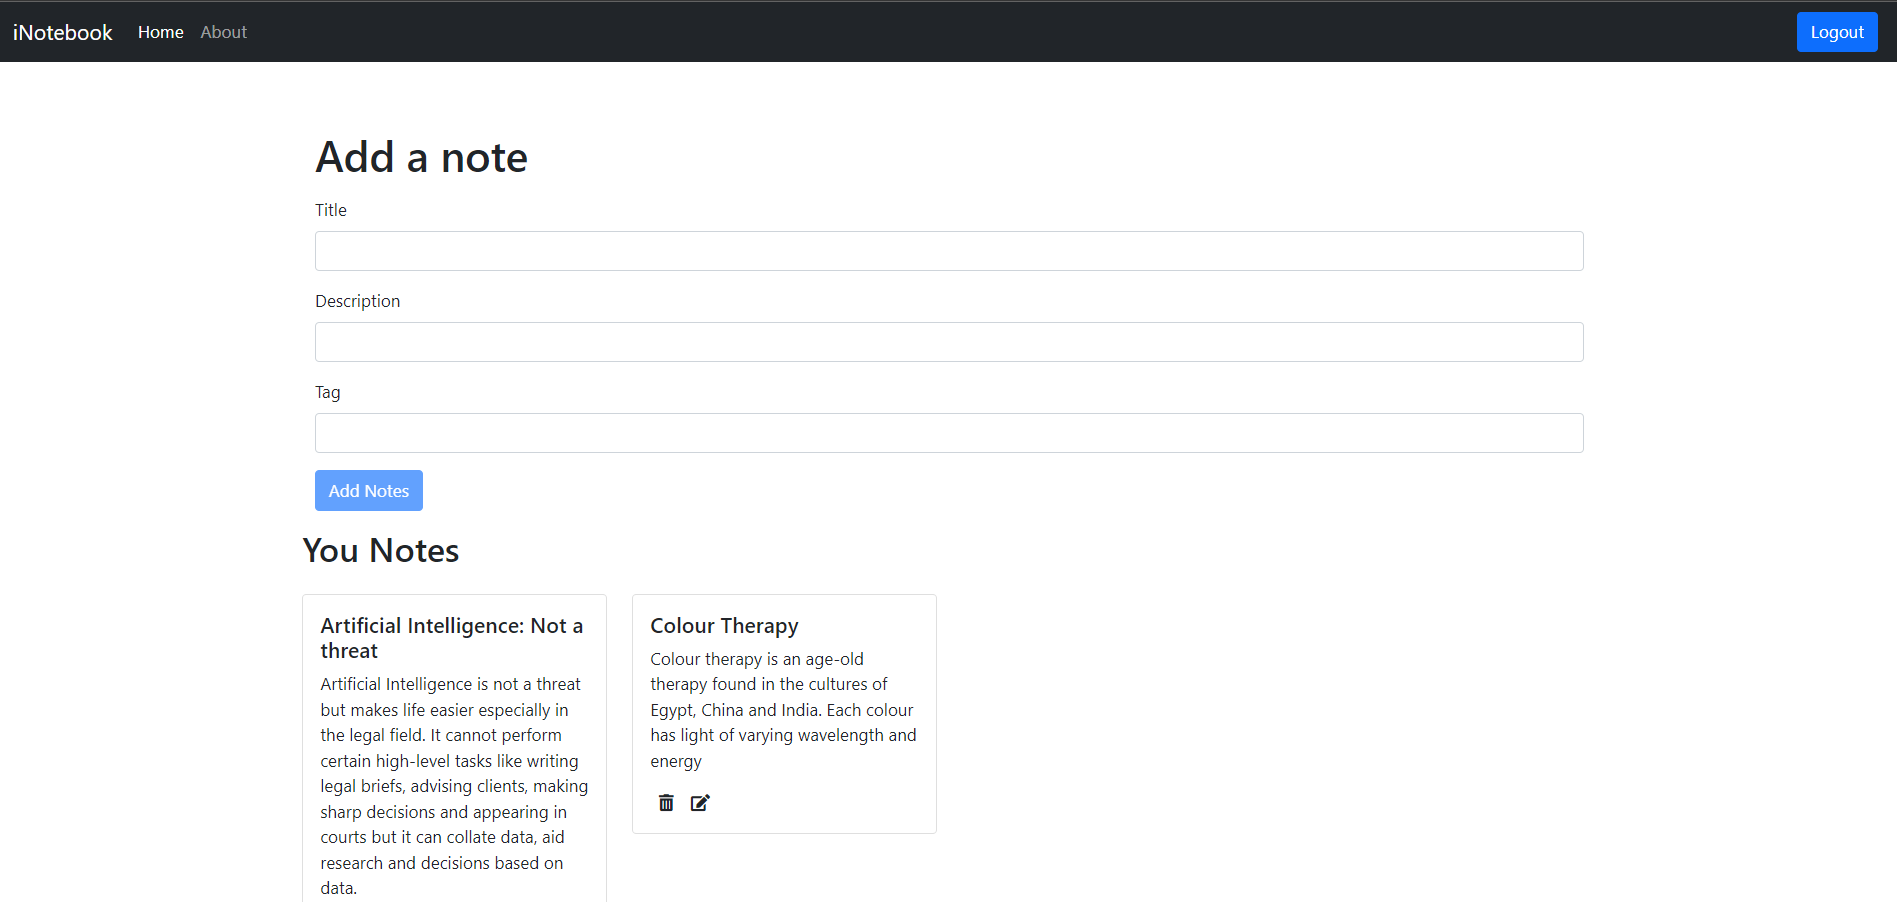 iNotebook Home About Logout
Add a note
Title
Description
Tag
Add Notes
You Notes
Artificial Intelligence: Not a
threat
Artificial Intelligence is not a threat
but makes life easier especially in
the legal field. It cannot perform
certain high-level tasks like writing
legal briefs, advising clients, making
sharp decisions and appearing in
courts but it can collate data, aid
research and decisions based on
data.
Colour Therapy
Colour therapy is an age-old
therapy found in the cultures of
Egypt, China and India. Each colour
has light of varying wavelength and
energy